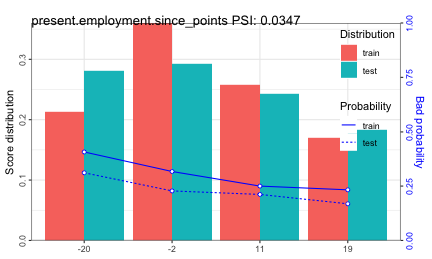 present.employment.since_points PSI: 0.0347
Distribution
train
test
Probability
train
test
Score distribution
0.0
0.1
0.2
0.3
Bad probability
0.00
0.25
0.50
0.75
1.00
-20
-2
11
19